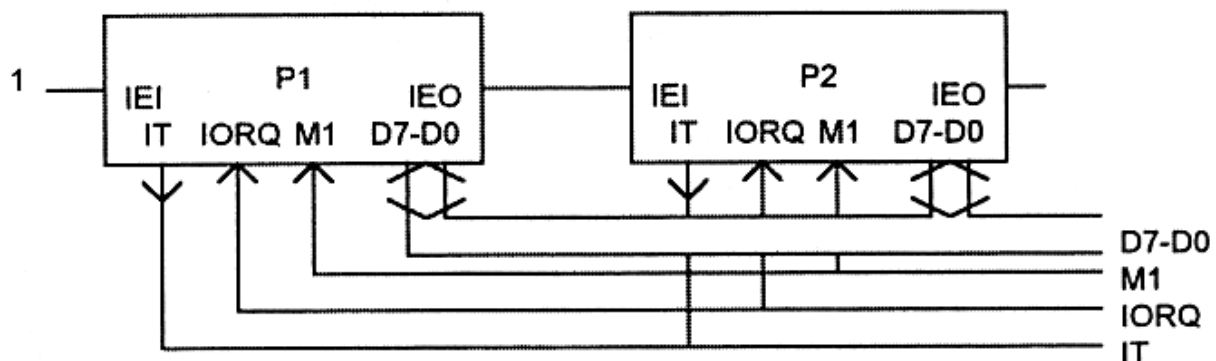 1
P1
P2
IEI IEO
IEI IEO
IT IORQ M1 D7-D0
IT IORQ M1 D7-D0
D7-D0
M1
IORQ
IT